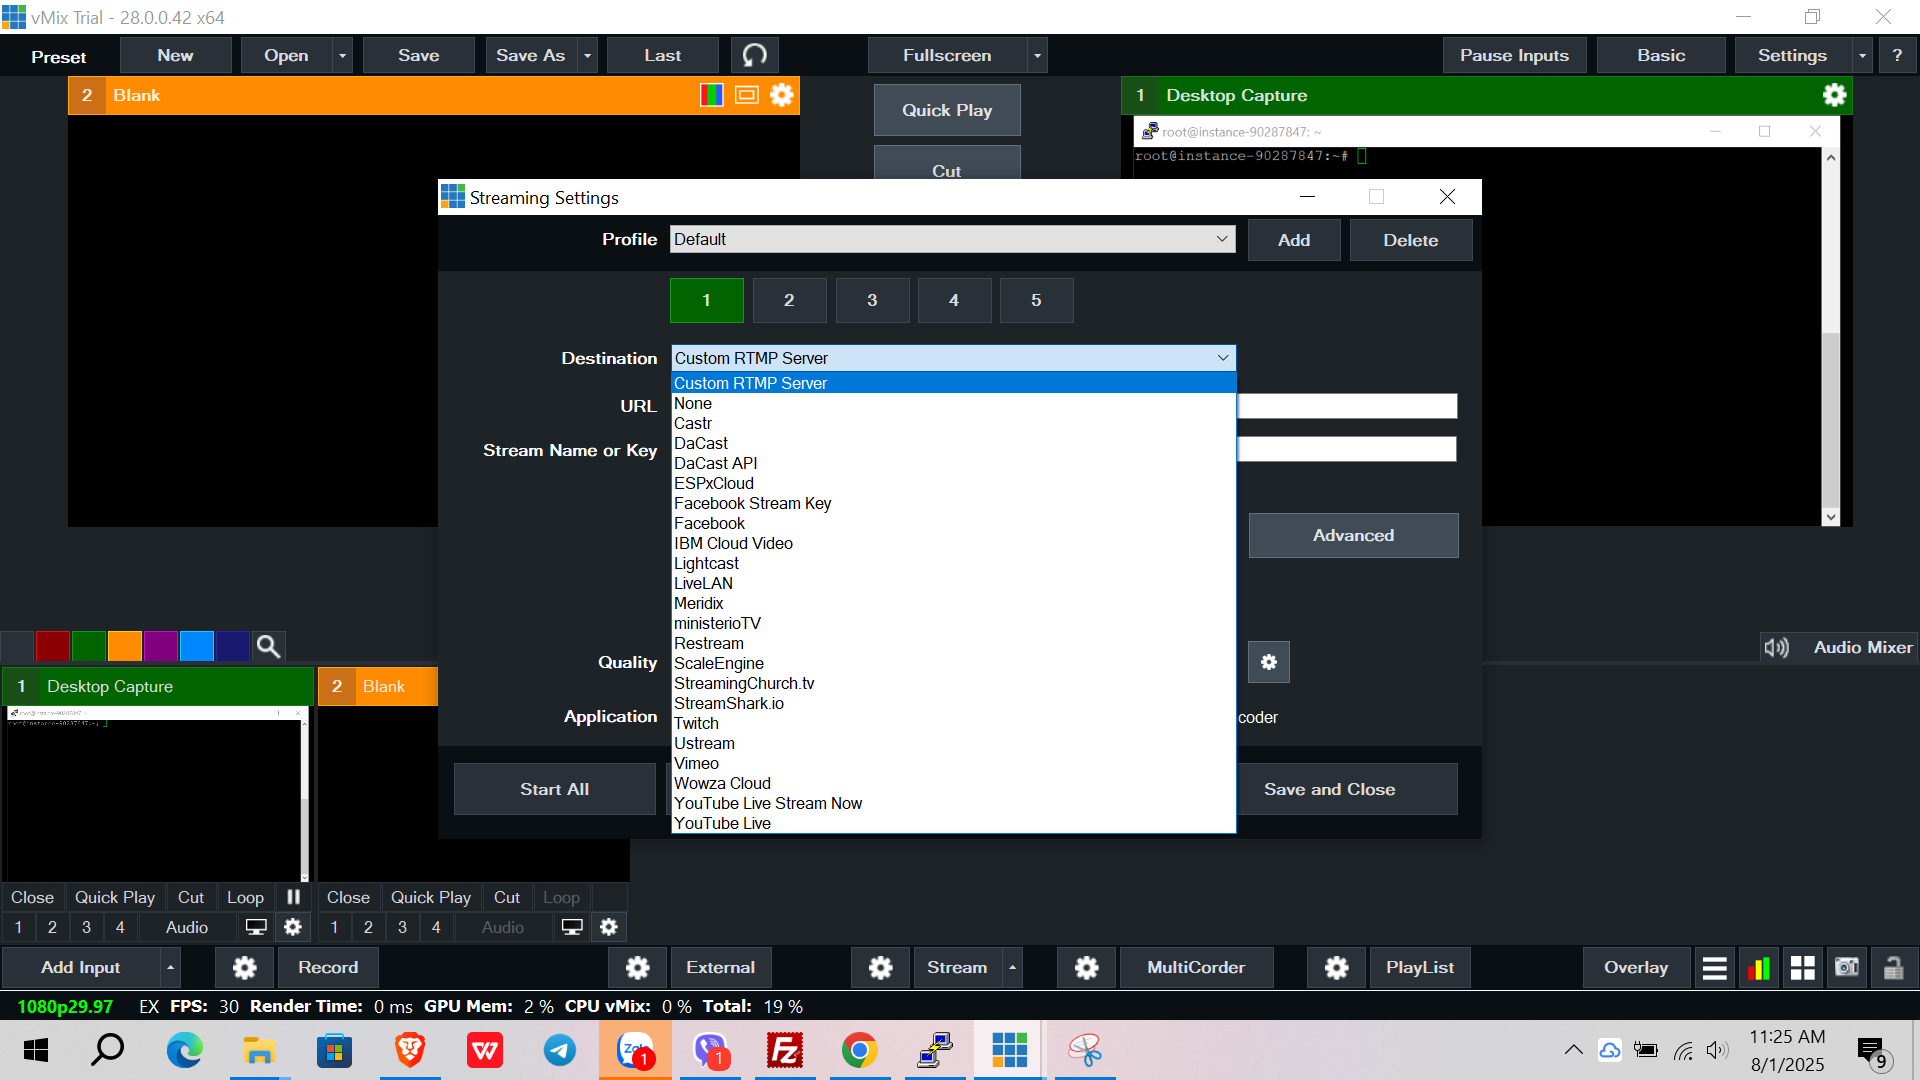 vMix Trial - 28.0.0.42 x64
Preset
New
Open
Save
Save As
Last
Fullscreen
Pause Inputs
Basic
Settings
?
2 Blank
Quick Play
Cut
1 Desktop Capture
root@instance-90287847: ~
root@instance-90287847:~#
Streaming Settings
Profile Default Add Delete
1 2 3 4 5
Destination Custom RTMP Server
Custom RTMP Server
URL
None
Castr
Stream Name or Key
DaCast
DaCast API
ESPxCloud
Facebook Stream Key
Facebook
Advanced
IBM Cloud Video
Lightcast
LiveLAN
Meridix
ministerioTV
Restream
Audio Mixer
Quality
ScaleEngine
StreamingChurch.tv
StreamShark.io
Application
coder
Twitch
Ustream
Vimeo
Wowza Cloud
YouTube Live Stream Now
YouTube Live
Start All
Save and Close
1 Desktop Capture
2 Blank
Close Quick Play Cut Loop
Close Quick Play Cut Loop
1 2 3 4 Audio
1 2 3 4 Audio
Add Input
Record
External
Stream
MultiCorder
PlayList
Overlay
1080p29.97 EX FPS: 30 Render Time: 0 ms GPU Mem: 2 % CPU vMix: 0 % Total: 19 %
11:25 AM
8/1/2025
1
1
9